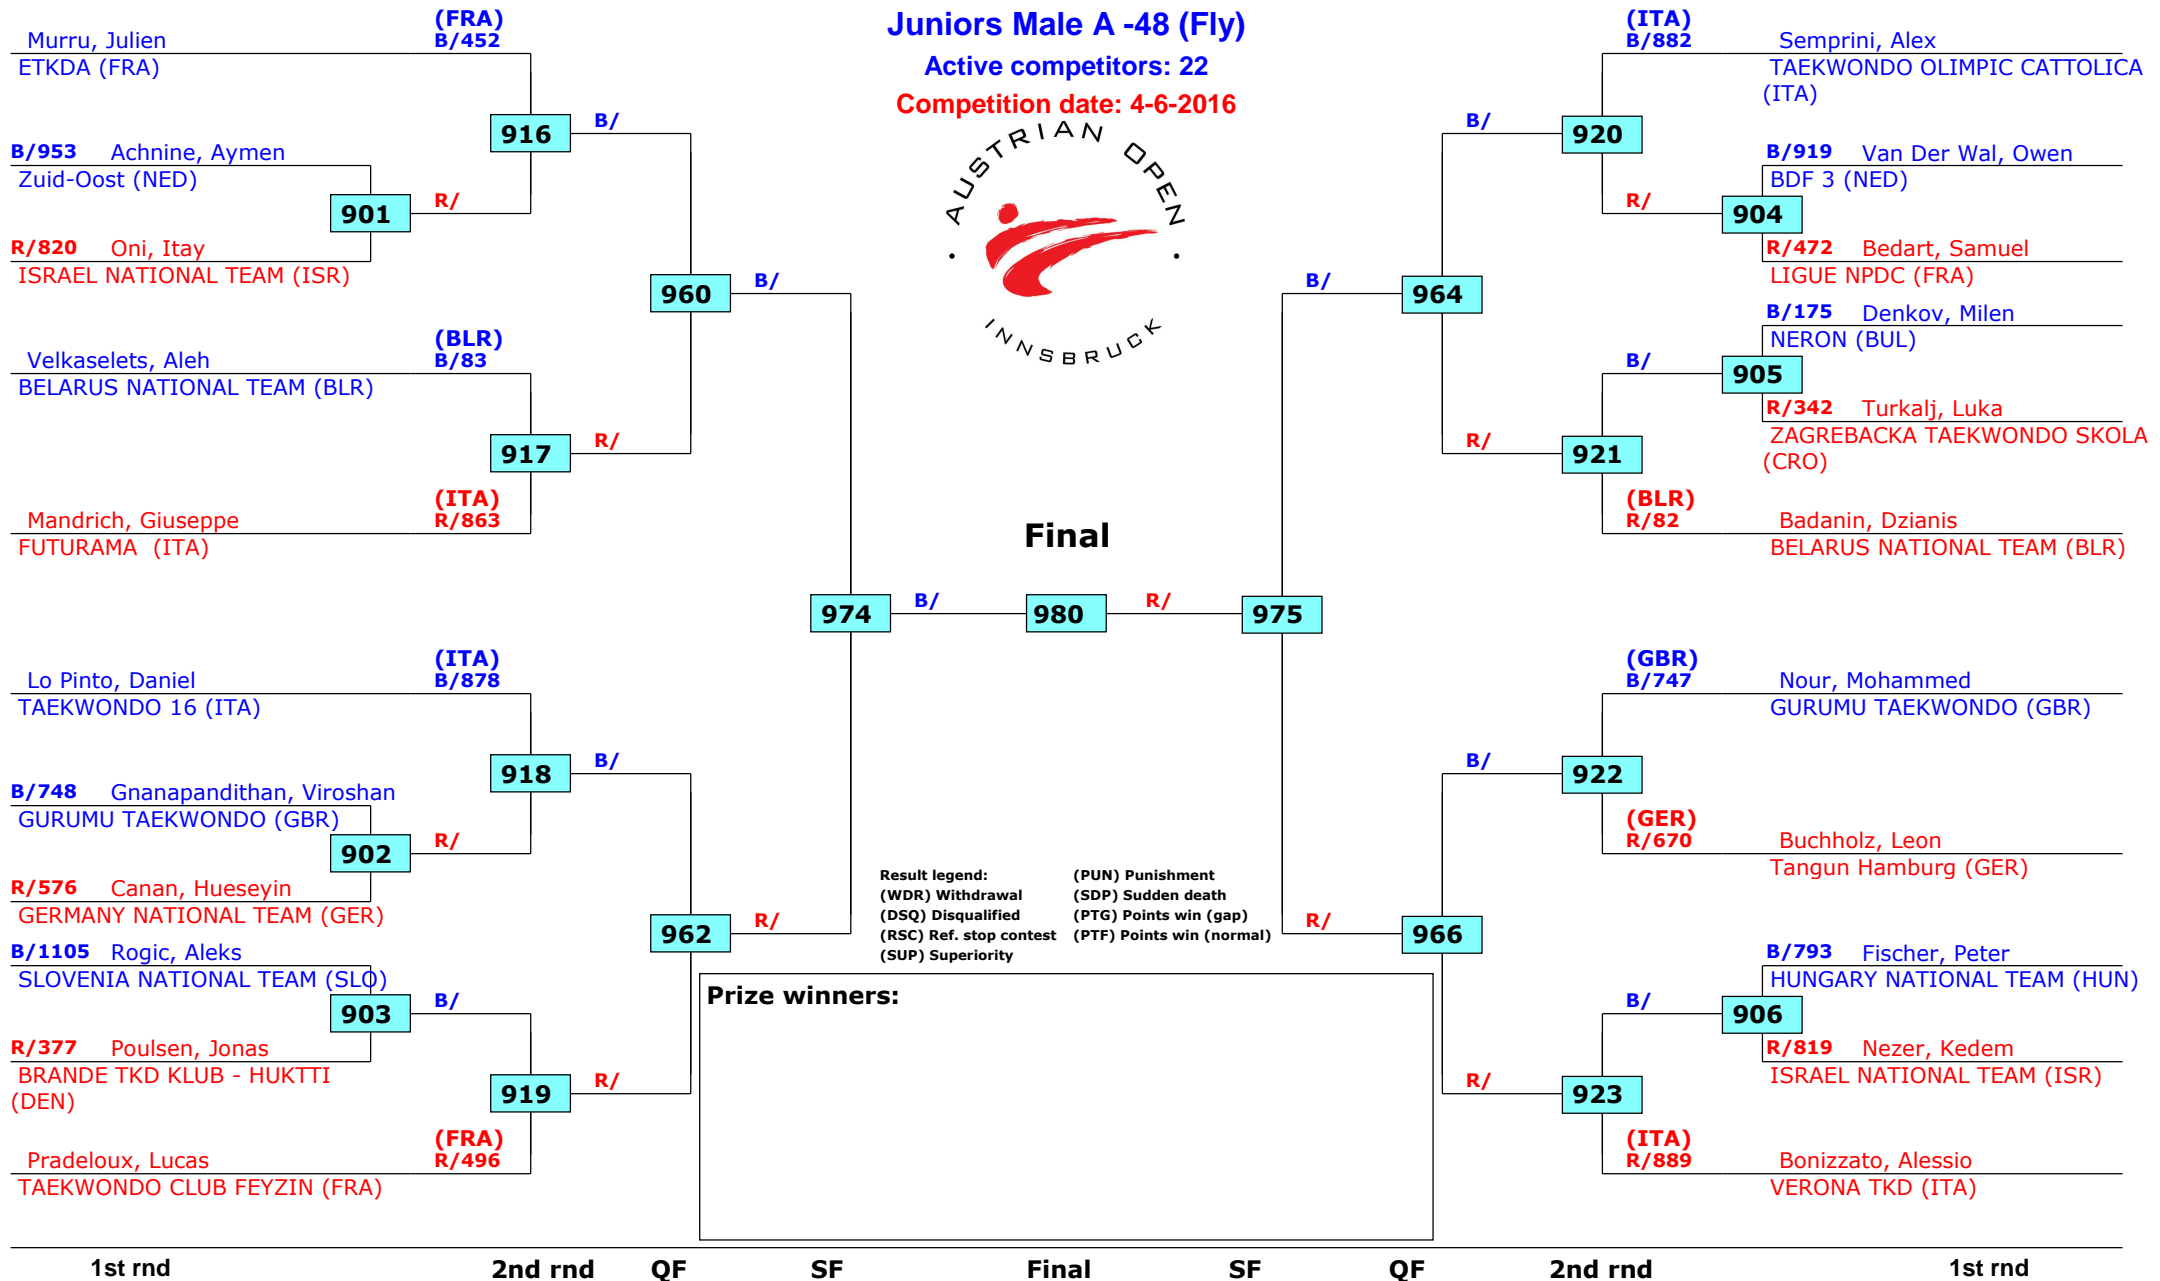 Juniors Male A -48 (Fly)
Active competitors: 22
Competition date: 4-6-2016
AUSTRIAN OPEN
INNSBRUCK
(FRA)
Murru, Julien B/452
ETKDA (FRA)
916
B/
B/953 Achnine, Aymen
Zuid-Oost (NED)
901
R/
R/820 Oni, Itay
ISRAEL NATIONAL TEAM (ISR)
960
B/
(BLR)
Velkaselets, Aleh B/83
BELARUS NATIONAL TEAM (BLR)
917
R/
(ITA)
Mandrich, Giuseppe R/863
FUTURAMA (ITA)
974
B/
(ITA)
Lo Pinto, Daniel B/878
TAEKWONDO 16 (ITA)
918
B/
B/748 Gnanapandithan, Viroshan
GURUMU TAEKWONDO (GBR)
902
R/
R/576 Canan, Hueseyin
GERMANY NATIONAL TEAM (GER)
962
R/
B/1105 Rogic, Aleks
SLOVENIA NATIONAL TEAM (SLO)
903
B/
R/377 Poulsen, Jonas
BRANDE TKD KLUB - HUKTTI
(DEN)
919
R/
(FRA)
Pradeloux, Lucas R/496
TAEKWONDO CLUB FEYZIN (FRA)
Final
980
R/
975
(ITA)
B/882 Semprini, Alex
TAEKWONDO OLIMPIC CATTOLICA
(ITA)
B/
920
B/919 Van Der Wal, Owen
BDF 3 (NED)
R/
904
R/472 Bedart, Samuel
LIGUE NPDC (FRA)
B/
964
B/175 Denkov, Milen
NERON (BUL)
B/
905
R/342 Turkalj, Luka
ZAGREBACKA TAEKWONDO SKOLA
(CRO)
R/
921
(BLR)
R/82 Badanin, Dzianis
BELARUS NATIONAL TEAM (BLR)
(GBR)
B/747 Nour, Mohammed
GURUMU TAEKWONDO (GBR)
B/
922
(GER)
R/670 Buchholz, Leon
Tangun Hamburg (GER)
R/
966
B/793 Fischer, Peter
HUNGARY NATIONAL TEAM (HUN)
B/
906
R/819 Nezer, Kedem
ISRAEL NATIONAL TEAM (ISR)
R/
923
(ITA)
R/889 Bonizzato, Alessio
VERONA TKD (ITA)
Result legend: (PUN) Punishment
(WDR) Withdrawal (SDP) Sudden death
(DSQ) Disqualified (PTG) Points win (gap)
(RSC) Ref. stop contest (PTF) Points win (normal)
(SUP) Superiority
Prize winners:
1st rnd 2nd rnd QF SF Final SF QF 2nd rnd 1st rnd